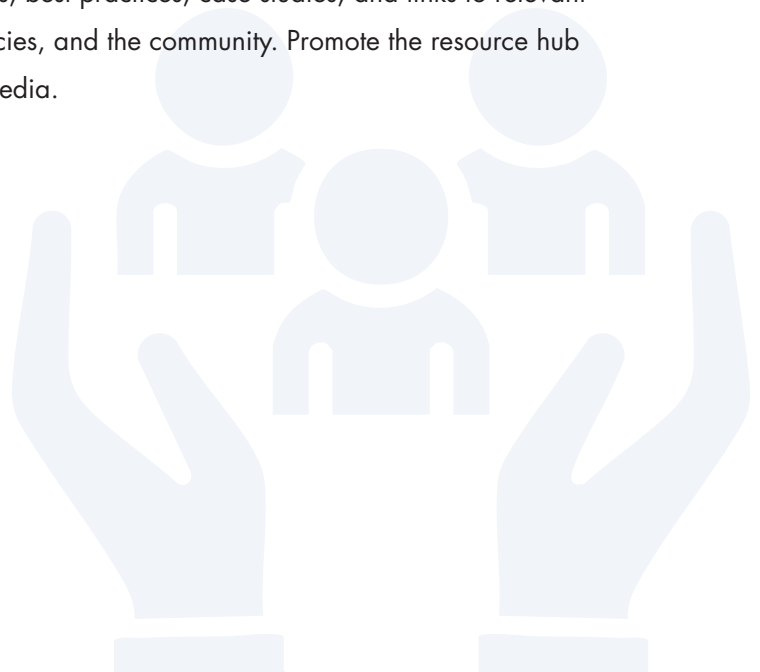 s, best practices, case studies, and links to relevant
cies, and the community. Promote the resource hub
edia.